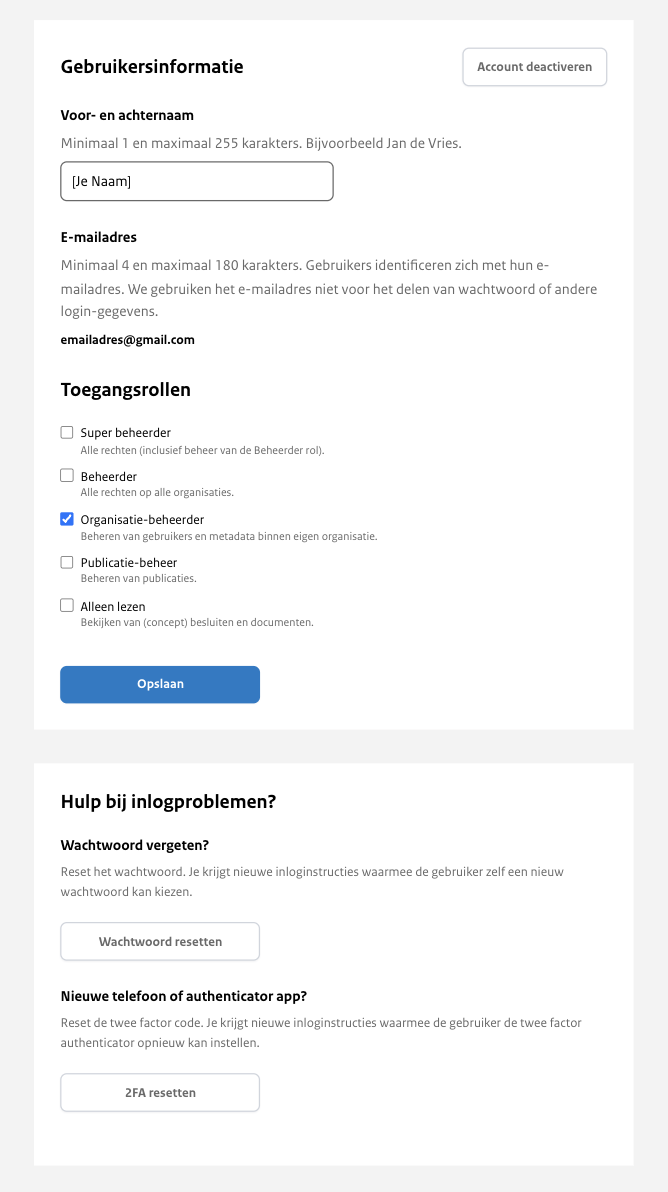 Gebruikersinformatie
Account deactiveren
Voor- en achternaam
Minimaal 1 en maximaal 255 karakters. Bijvoorbeeld Jan de Vries.
[Je Naam]
E-mailadres
Minimaal 4 en maximaal 180 karakters. Gebruikers identificeren zich met hun e-
mailadres. We gebruiken het e-mailadres niet voor het delen van wachtwoord of andere
login-gegevens.
emailadres@gmail.com
Toegangsrollen
Super beheerder
Alle rechten (inclusief beheer van de Beheerder rol).
Beheerder
Alle rechten op alle organisaties.
Organisatie-beheerder
Beheren van gebruikers en metadata binnen eigen organisatie.
Publicatie-beheer
Beheren van publicaties.
Alleen lezen
Bekijken van (concept) besluiten en documenten.
Opslaan
Hulp bij inlogproblemen?
Wachtwoord vergeten?
Reset het wachtwoord. Je krijgt nieuwe inloginstructies waarmee de gebruiker zelf een nieuw
wachtwoord kan kiezen.
Wachtwoord resetten
Nieuwe telefoon of authenticator app?
Reset de twee factor code. Je krijgt nieuwe inloginstructies waarmee de gebruiker de twee factor
authenticator opnieuw kan instellen.
2FA resetten